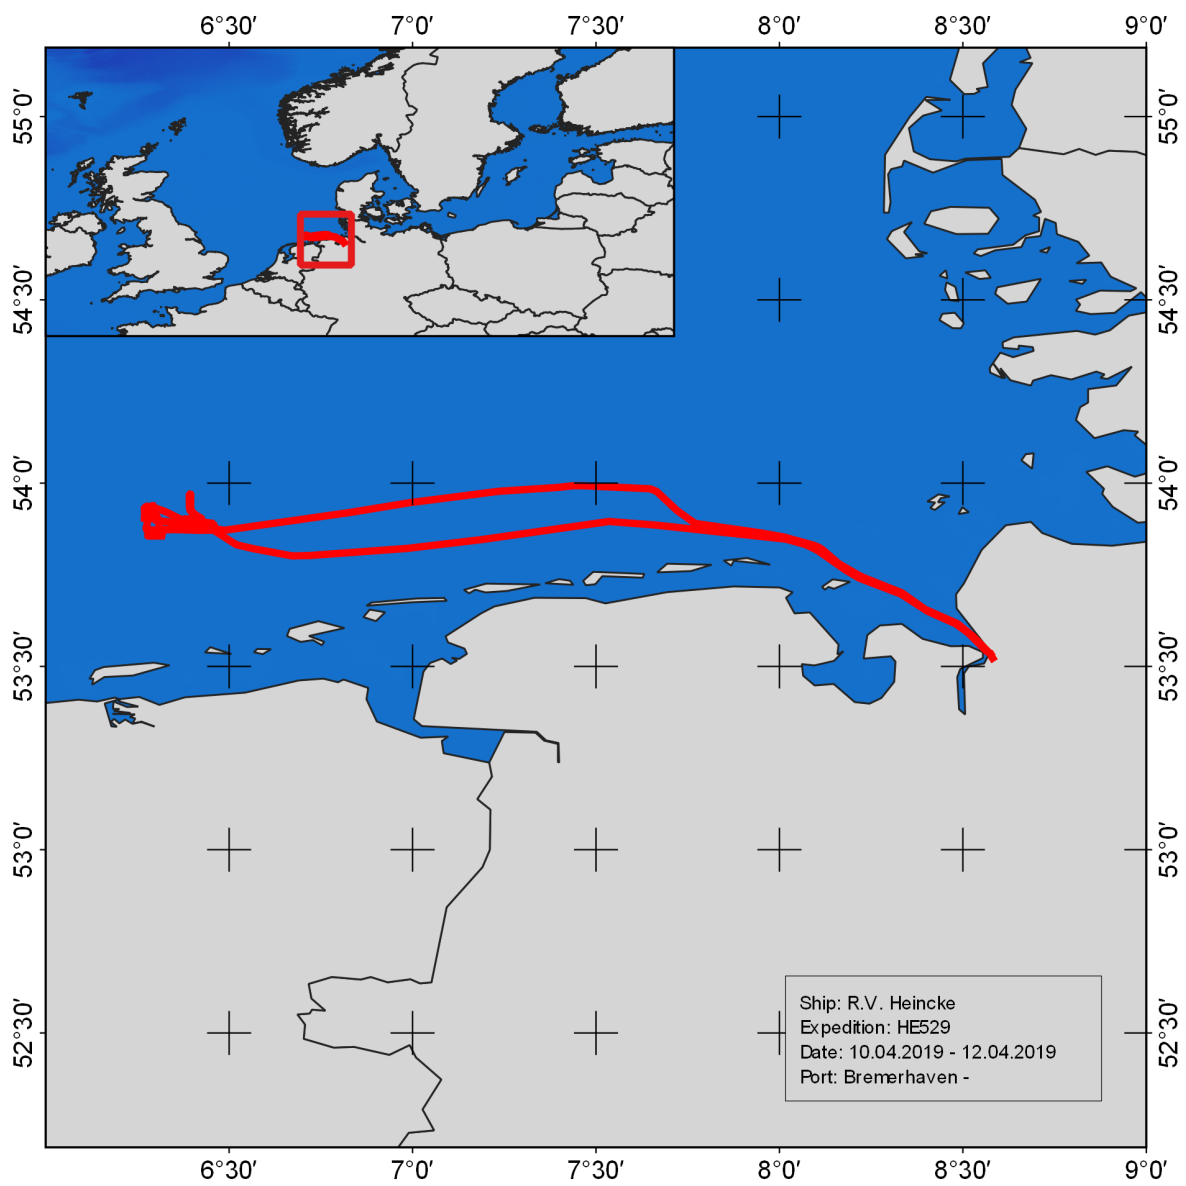 6°30′ 7°0′ 7°30′ 8°0′ 8°30′ 9°0′
55°0′ 55°0′
54°30′ 54°30′
54°0′ 54°0′
53°30′ 53°30′
53°0′ 53°0′
52°30′ 52°30′
Ship: R.V. Heincke
Expedition: HE529
Date: 10.04.2019 - 12.04.2019
Port: Bremerhaven -
6°30′ 7°0′ 7°30′ 8°0′ 8°30′ 9°0′